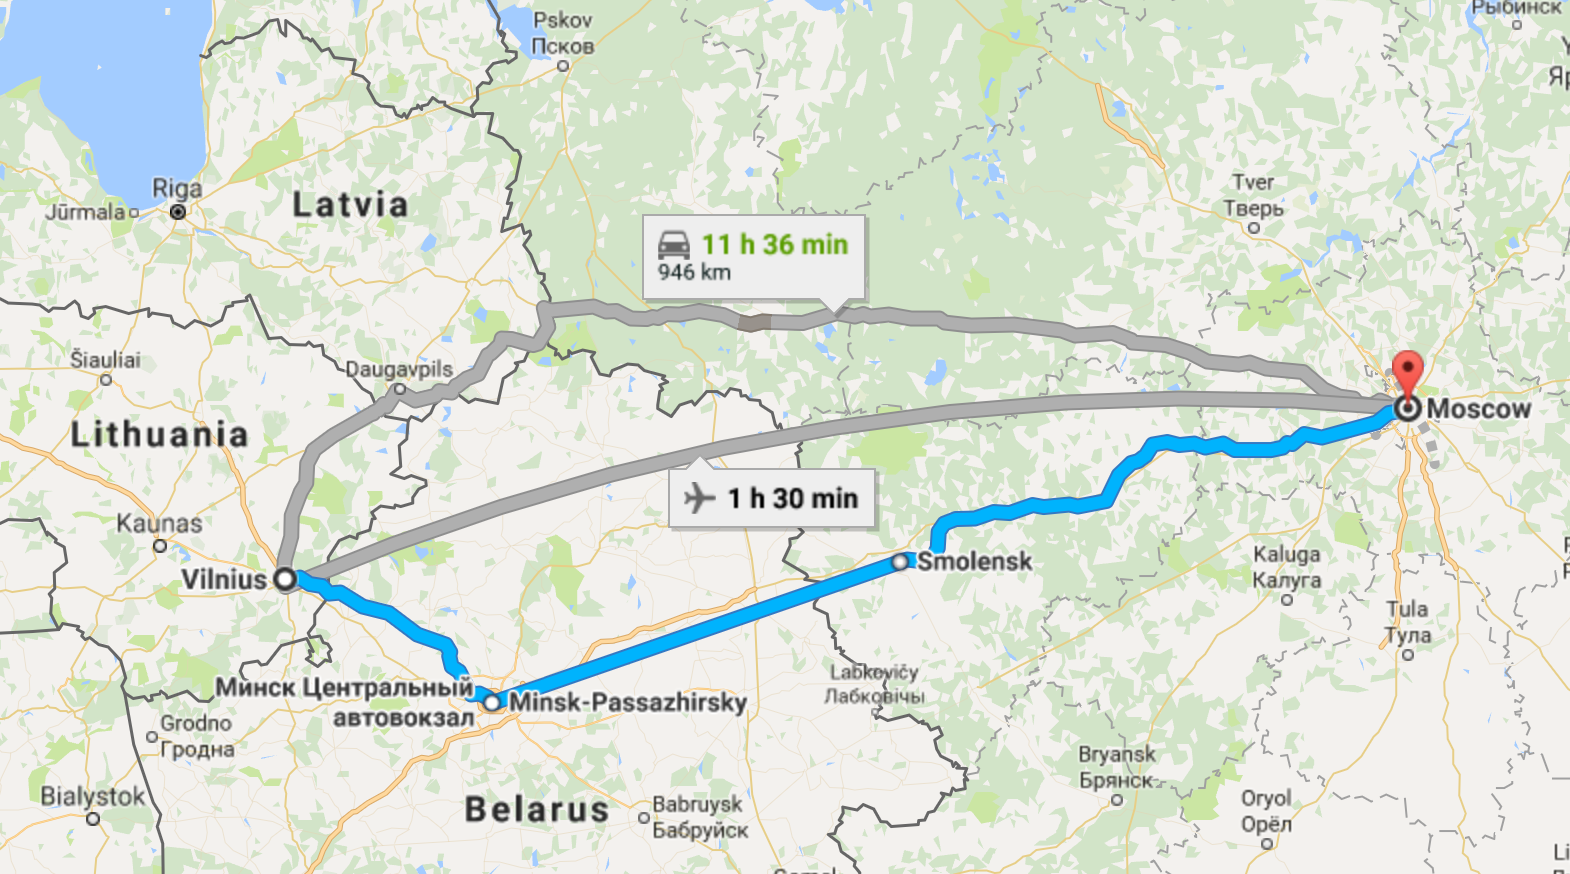 Pskov
Псков
Рыбинск
Riga
Jūrmala
Latvia
Tver
Тверь
11 h 36 min
946 km
Šiauliai
Daugavpils
Moscow
Lithuania
1 h 30 min
Kaunas
Vilnius
Smolensk
Kaluga
Калуга
Tula
Тула
Labkovičy
Лабковічы
Минск Центральный
автовокзал
Minsk-Passazhirsky
Grodno
Гродна
Bryansk
Брянск
Bialystok
Belarus
Babruysk
Бабруйск
Oryol
Орёл